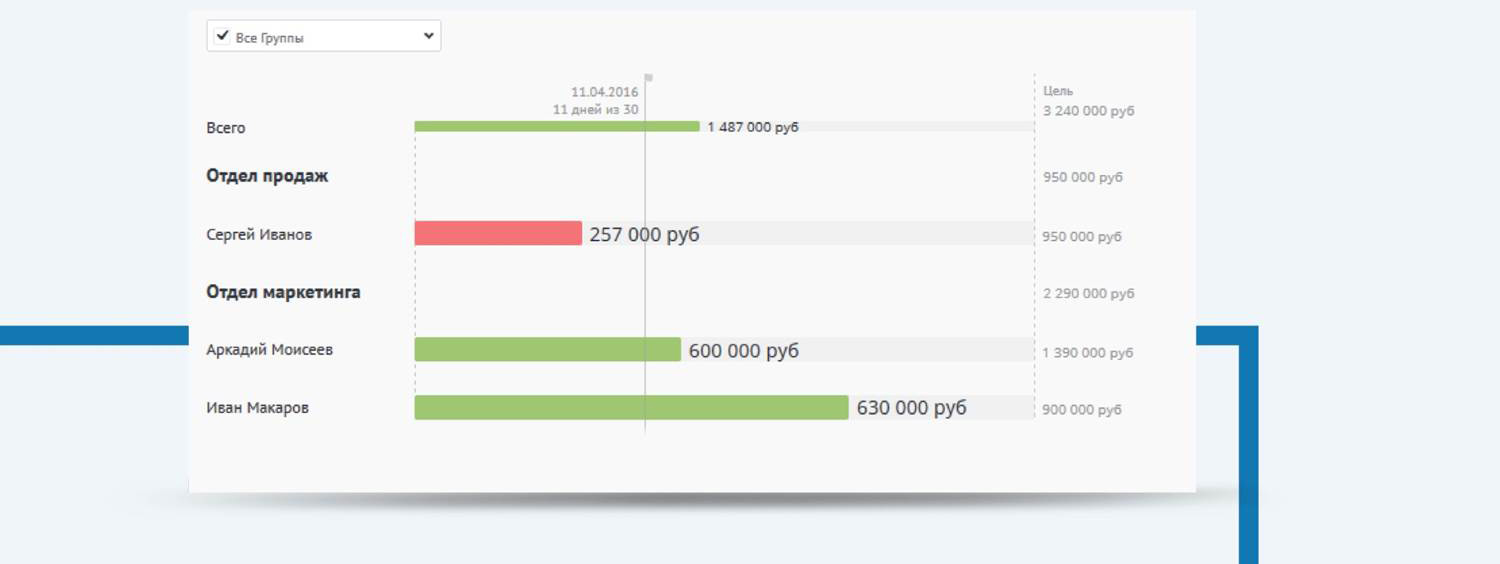 Все Группы
11.04.2016
11 дней из 30
Цель
3 240 000 руб
Всего
1 487 000 руб
Отдел продаж
950 000 руб
Сергей Иванов
257 000 руб
950 000 руб
Отдел маркетинга
2 290 000 руб
Аркадий Моисеев
600 000 руб
1 390 000 руб
Иван Макаров
630 000 руб
900 000 руб